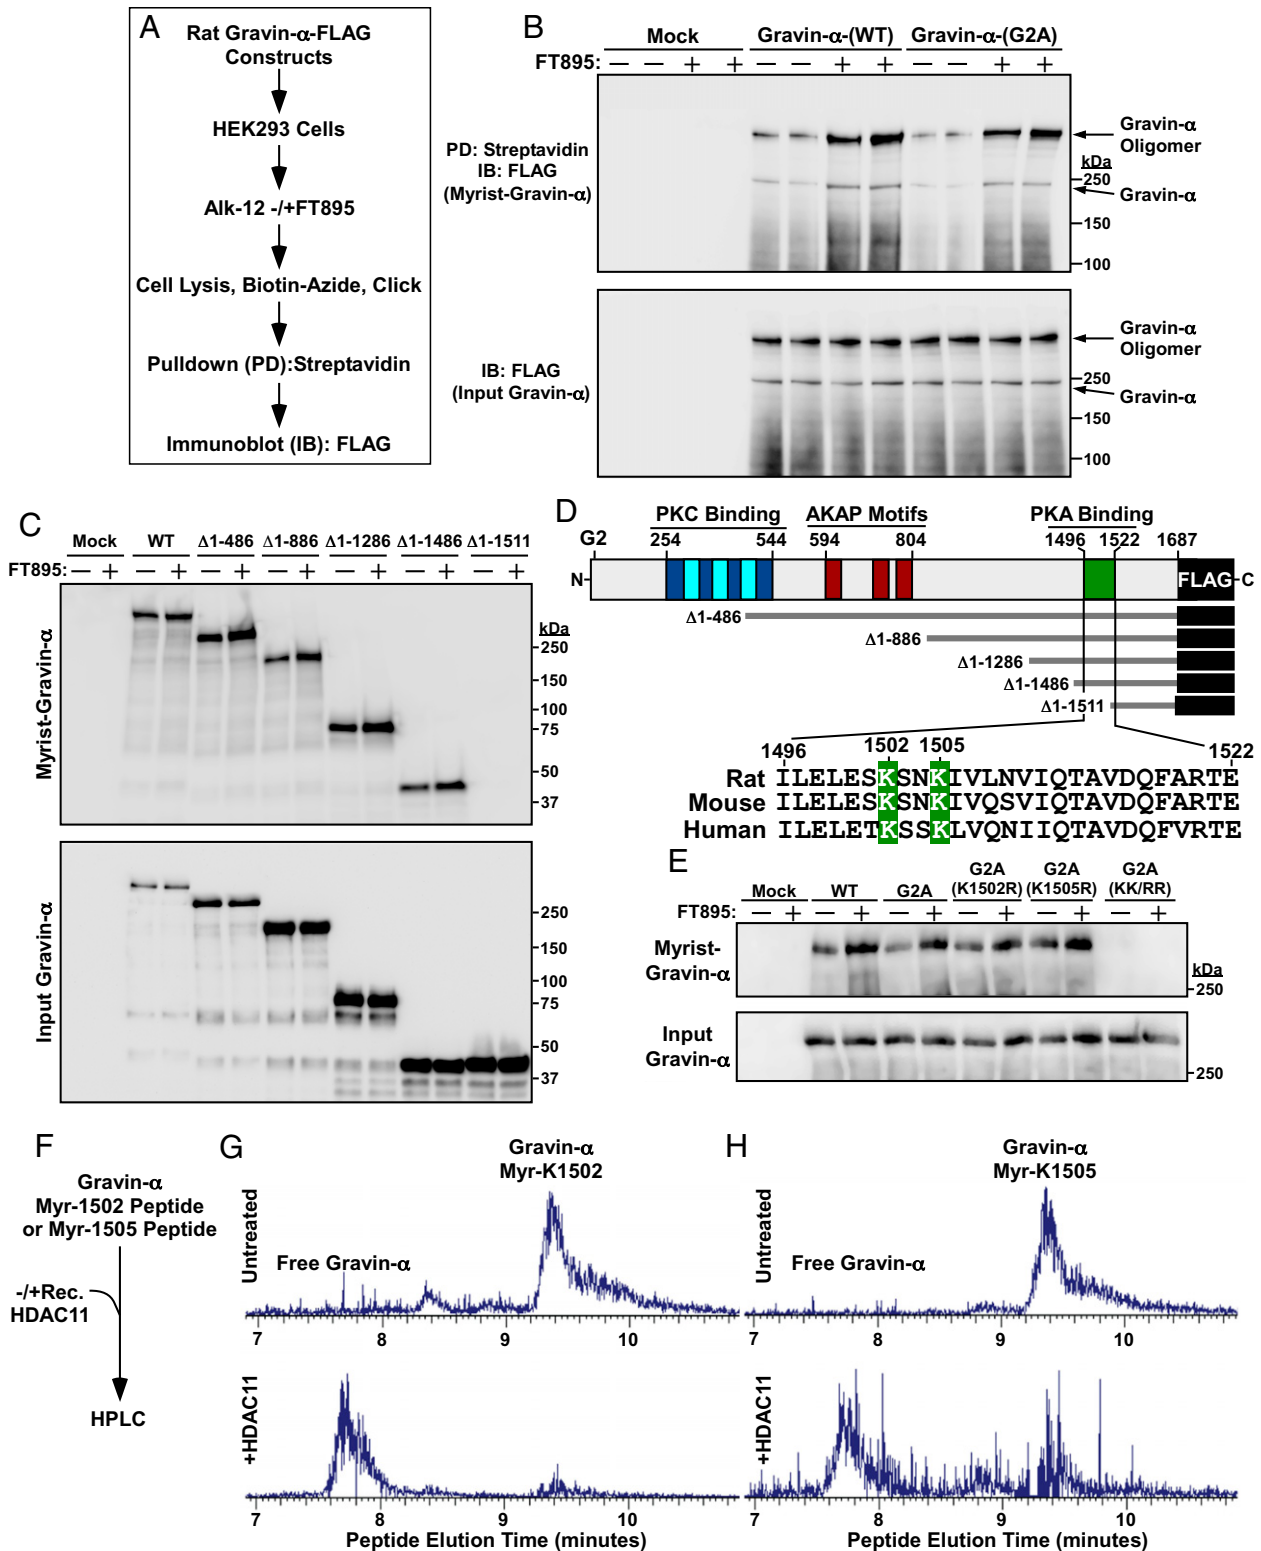 A
Rat Gravin-α-FLAG
Constructs
HEK293 Cells
Alk-12 -/+FT895
Cell Lysis, Biotin-Azide, Click
Pulldown (PD):Streptavidin
Immunoblot (IB): FLAG
B
Mock Gravin-α-(WT) Gravin-α-(G2A)
FT895: — — + + — — + + — — + +
PD: Streptavidin
IB: FLAG
(Myrist-Gravin-α)
Gravin-α
Oligomer
kDa
250
Gravin-α
150
100
IB: FLAG
(Input Gravin-α)
Gravin-α
Oligomer
250
Gravin-α
150
100
C
Mock WT Δ1-486 Δ1-886 Δ1-1286 Δ1-1486 Δ1-1511
FT895: — + — + — + — + — + — + — +
Myrist-Gravin-α
kDa
250
150
100
75
50
37
Input Gravin-α
250
150
100
75
50
37
D
PKC Binding AKAP Motifs PKA Binding
G2 254 544 594 804 1496 1522 1687
N FLAG C
Δ1-486
Δ1-886
Δ1-1286
Δ1-1486
Δ1-1511
1496 1502 1505 1522
Rat ILELESKSNKIVLNVIQTAVDQFARTE
Mouse ILELESKSNKIVQSVIQTAVDQFARTE
Human ILELETKSSKLVQNIIQTAVDQFVRTE
E
Mock WT G2A G2A (K1502R) G2A (K1505R) G2A (KK/RR)
FT895: — + — + — + — + — + — +
Myrist-
Gravin-α
kDa
250
Input
Gravin-α
250
F
Gravin-α
Myr-1502 Peptide
or Myr-1505 Peptide
-/+Rec.
HDAC11
HPLC
G
Gravin-α
Myr-K1502
Untreated
Free Gravin-α
7 8 9 10
+HDAC11
7 8 9 10
Peptide Elution Time (minutes)
H
Gravin-α
Myr-K1505
Untreated
Free Gravin-α
7 8 9 10
+HDAC11
7 8 9 10
Peptide Elution Time (minutes)